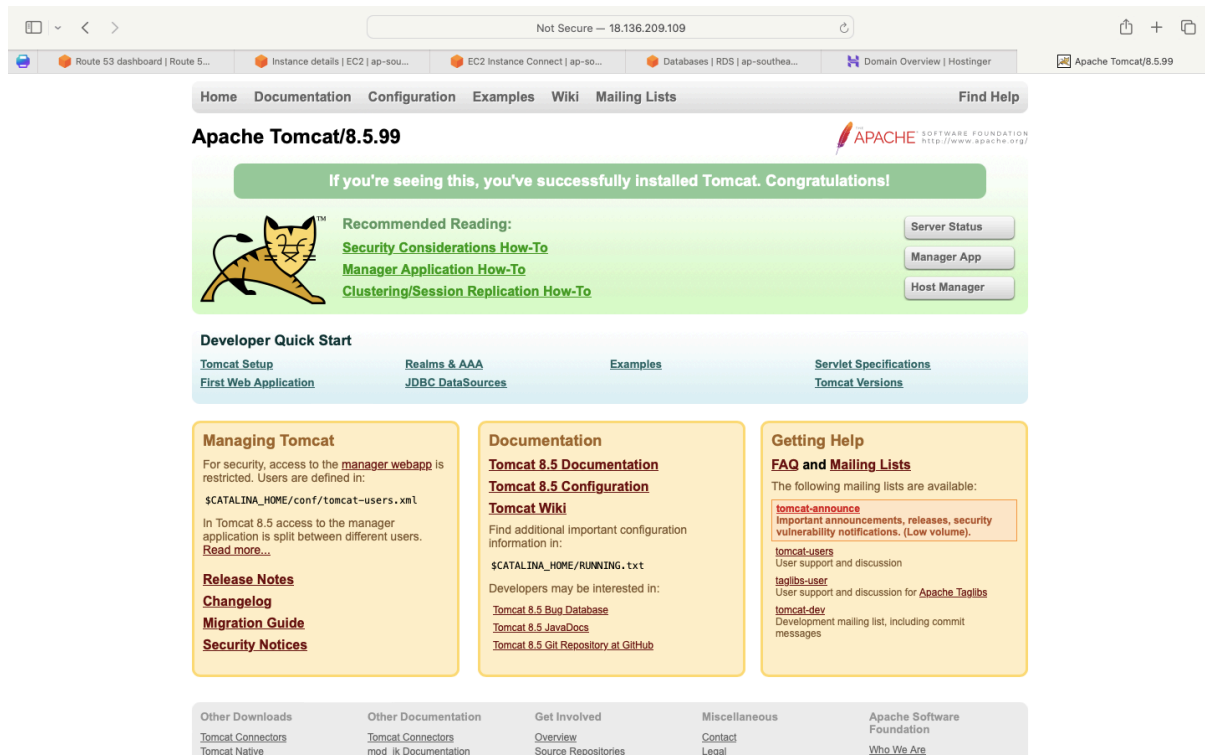 Not Secure — 18.136.209.109
Route 53 dashboard | Route 5...
Instance details | EC2 | ap-sou...
EC2 Instance Connect | ap-so...
Databases | RDS | ap-southea...
Domain Overview | Hostinger
Apache Tomcat/8.5.99
Home Documentation Configuration Examples Wiki Mailing Lists Find Help
Apache Tomcat/8.5.99
THE
APACHE SOFTWARE FOUNDATION
http://www.apache.org/
If you're seeing this, you've successfully installed Tomcat. Congratulations!
TM
Recommended Reading:
Security Considerations How-To
Manager Application How-To
Clustering/Session Replication How-To
Server Status
Manager App
Host Manager
Developer Quick Start
Tomcat Setup
First Web Application
Realms & AAA
JDBC DataSources
Examples
Servlet Specifications
Tomcat Versions
Managing Tomcat
For security, access to the manager webapp is
restricted. Users are defined in:
$CATALINA_HOME/conf/tomcat-users.xml
In Tomcat 8.5 access to the manager
application is split between different users.
Read more...
Release Notes
Changelog
Migration Guide
Security Notices
Documentation
Tomcat 8.5 Documentation
Tomcat 8.5 Configuration
Tomcat Wiki
Find additional important configuration
information in:
$CATALINA_HOME/RUNNING.txt
Developers may be interested in:
Tomcat 8.5 Bug Database
Tomcat 8.5 JavaDocs
Tomcat 8.5 Git Repository at GitHub
Getting Help
FAQ and Mailing Lists
The following mailing lists are available:
tomcat-announce
Important announcements, releases, security
vulnerability notifications. (Low volume).
tomcat-users
User support and discussion
taglibs-user
User support and discussion for Apache Taglibs
tomcat-dev
Development mailing list, including commit
messages
Other Downloads
Tomcat Connectors
Tomcat Native
Other Documentation
Tomcat Connectors
mod_jk Documentation
Get Involved
Overview
Source Repositories
Miscellaneous
Contact
Legal
Apache Software
Foundation
Who We Are